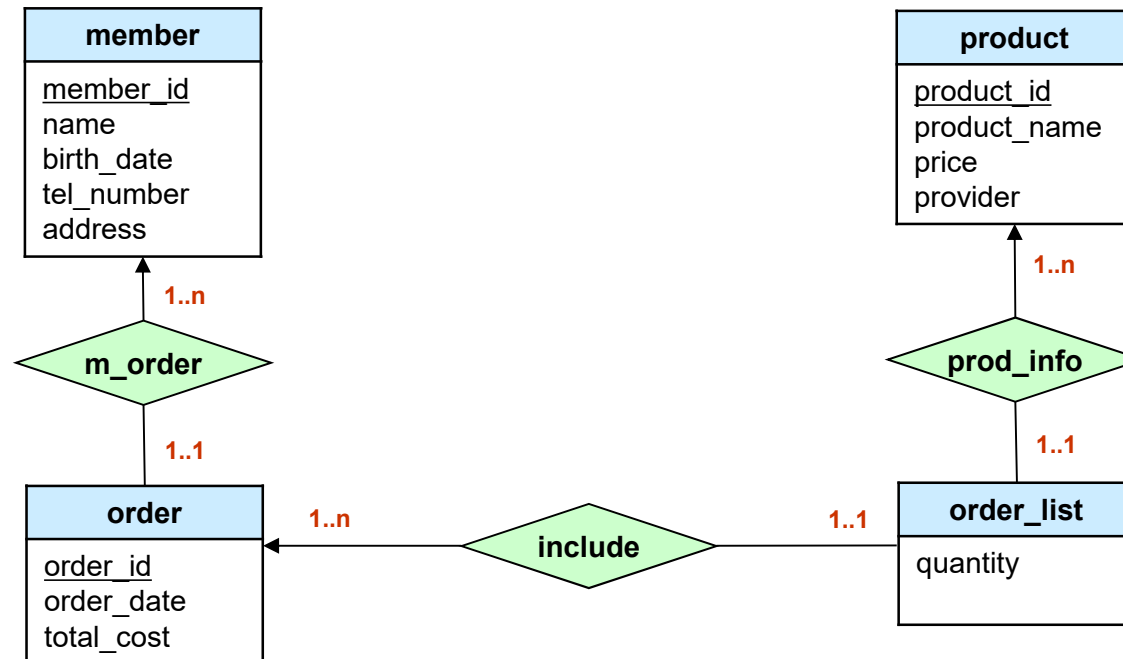 member
member_id
name
birth_date
tel_number
address
product
product_id
product_name
price
provider
1..n
1..n
m_order
prod_info
1..1
1..1
order
order_id
order_date
total_cost
1..n
include
1..1
order_list
quantity